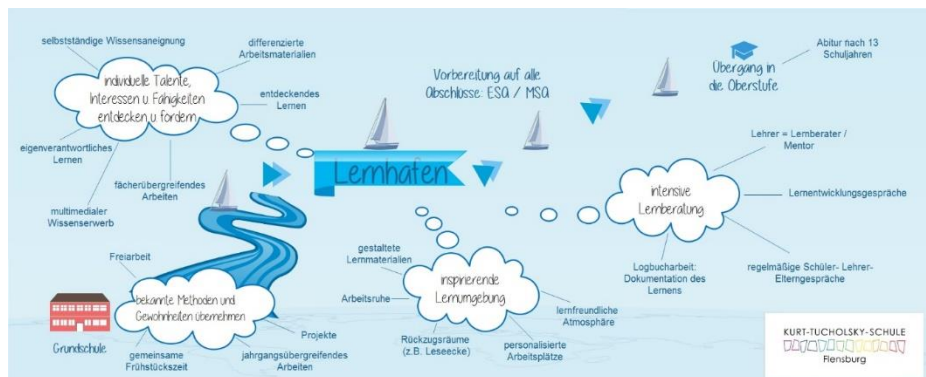 selbstständige Wissensaneignung
differenzierte
Arbeitsmaterialien
individuelle Talente,
Interessen u. Fähigkeiten
entdecken u. fördern
entdeckendes
Lernen
eigenverantwortliches
Lernen
fächerübergreifendes
Arbeiten
multimedialer
Wissenserwerb
Vorbereitung auf alle
Abschlüsse: ESA / MSA
Übergang in
die Oberstufe
Abitur nach 13
Schuljahren
Lernhafen
Lehrer = Lernberater /
Mentor
intensive
Lernberatung
Lernentwicklungsgespräche
Logbucharbeit:
Dokumentation des
Lernens
regelmäßige Schüler- Lehrer-
Elterngespräche
gestaltete
Lernmaterialien
Arbeitsruhe
inspirierende
Lernumgebung
lernfreundliche
Atmosphäre
Rückzugsräume
(z.B. Leseecke)
personalisierte
Arbeitsplätze
Freiarbeit
bekannte Methoden und
Gewohnheiten übernehmen
Grundschule
Projekte
gemeinsame
Frühstückszeit
jahrgangsübergreifendes
Arbeiten
KURT-TUCHOLSKY-SCHULE
Flensburg